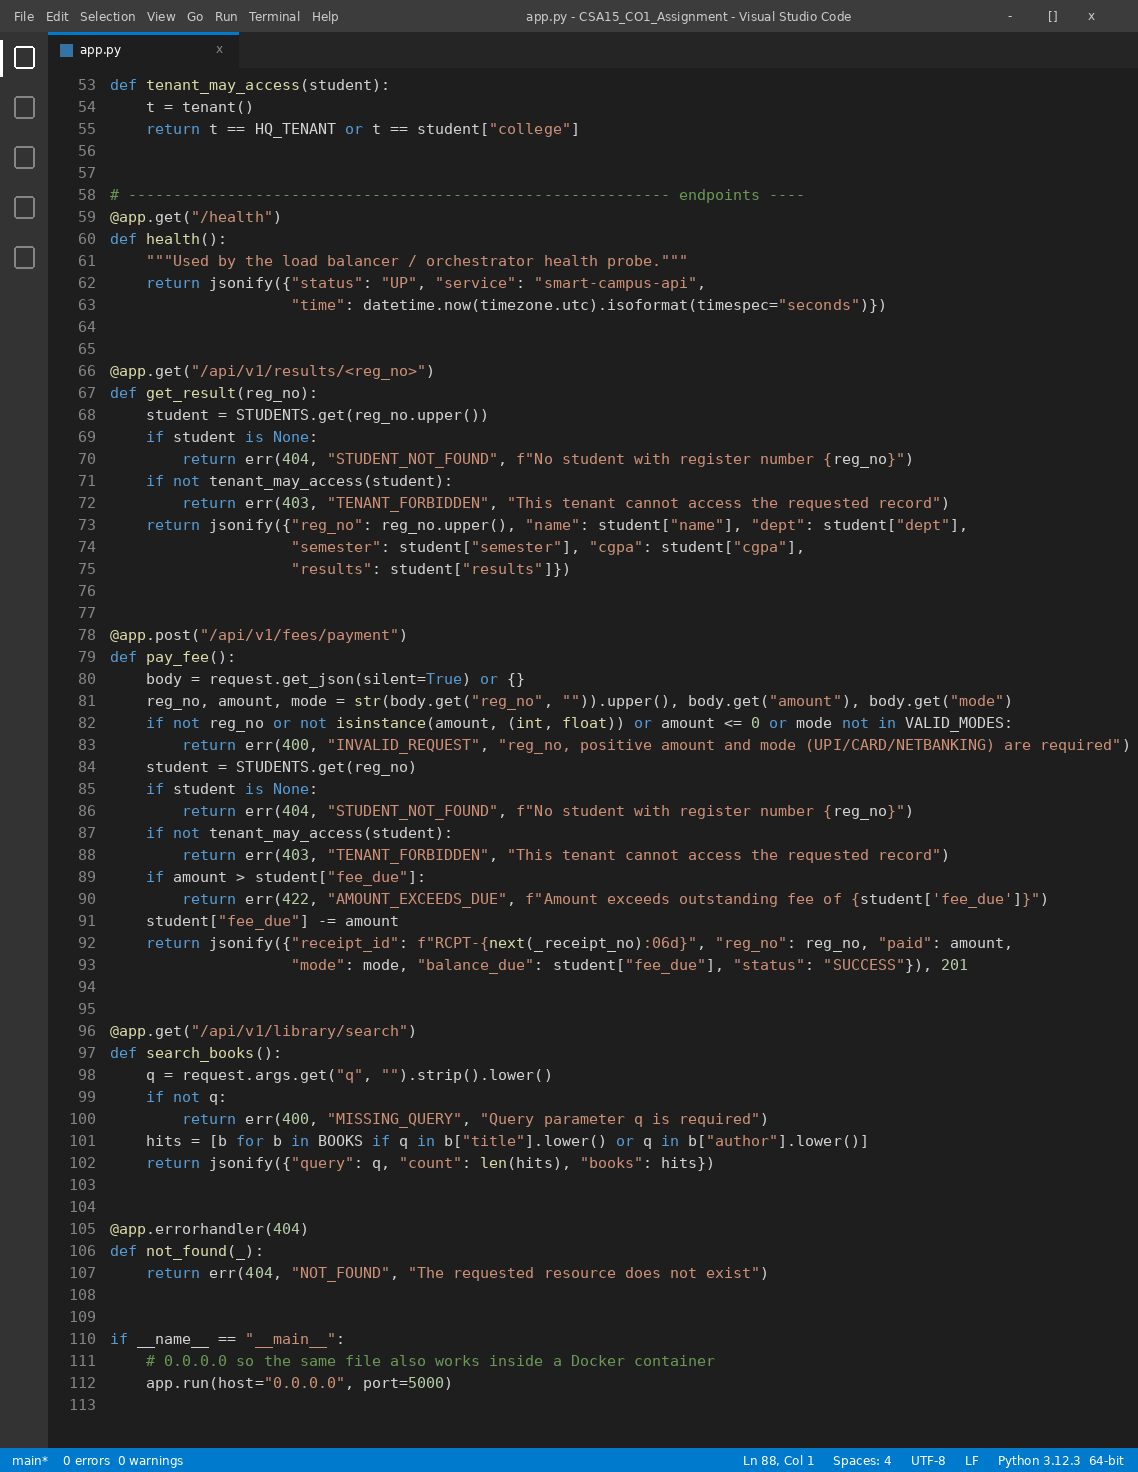 File Edit Selection View Go Run Terminal Help app.py - CSA15_CO1_Assignment - Visual Studio Code - [] x
app.py x
53 def tenant_may_access(student):
54     t = tenant()
55     return t == HQ_TENANT or t == student["college"]
56
57
58 # ------------------------------------------------------------ endpoints ----
59 @app.get("/health")
60 def health():
61     """Used by the load balancer / orchestrator health probe."""
62     return jsonify({"status": "UP", "service": "smart-campus-api",
63                     "time": datetime.now(timezone.utc).isoformat(timespec="seconds")})
64
65
66 @app.get("/api/v1/results/<reg_no>")
67 def get_result(reg_no):
68     student = STUDENTS.get(reg_no.upper())
69     if student is None:
70         return err(404, "STUDENT_NOT_FOUND", f"No student with register number {reg_no}")
71     if not tenant_may_access(student):
72         return err(403, "TENANT_FORBIDDEN", "This tenant cannot access the requested record")
73     return jsonify({"reg_no": reg_no.upper(), "name": student["name"], "dept": student["dept"],
74                     "semester": student["semester"], "cgpa": student["cgpa"],
75                     "results": student["results"]})
76
77
78 @app.post("/api/v1/fees/payment")
79 def pay_fee():
80     body = request.get_json(silent=True) or {}
81     reg_no, amount, mode = str(body.get("reg_no", "")).upper(), body.get("amount"), body.get("mode")
82     if not reg_no or not isinstance(amount, (int, float)) or amount <= 0 or mode not in VALID_MODES:
83         return err(400, "INVALID_REQUEST", "reg_no, positive amount and mode (UPI/CARD/NETBANKING) are required")
84     student = STUDENTS.get(reg_no)
85     if student is None:
86         return err(404, "STUDENT_NOT_FOUND", f"No student with register number {reg_no}")
87     if not tenant_may_access(student):
88         return err(403, "TENANT_FORBIDDEN", "This tenant cannot access the requested record")
89     if amount > student["fee_due"]:
90         return err(422, "AMOUNT_EXCEEDS_DUE", f"Amount exceeds outstanding fee of {student['fee_due']}")
91     student["fee_due"] -= amount
92     return jsonify({"receipt_id": f"RCPT-{next(_receipt_no):06d}", "reg_no": reg_no, "paid": amount,
93                     "mode": mode, "balance_due": student["fee_due"], "status": "SUCCESS"}), 201
94
95
96 @app.get("/api/v1/library/search")
97 def search_books():
98     q = request.args.get("q", "").strip().lower()
99     if not q:
100         return err(400, "MISSING_QUERY", "Query parameter q is required")
101     hits = [b for b in BOOKS if q in b["title"].lower() or q in b["author"].lower()]
102     return jsonify({"query": q, "count": len(hits), "books": hits})
103
104
105 @app.errorhandler(404)
106 def not_found(_):
107     return err(404, "NOT_FOUND", "The requested resource does not exist")
108
109
110 if __name__ == "__main__":
111     # 0.0.0.0 so the same file also works inside a Docker container
112     app.run(host="0.0.0.0", port=5000)
113
main* 0 errors 0 warnings Ln 88, Col 1 Spaces: 4 UTF-8 LF Python 3.12.3 64-bit